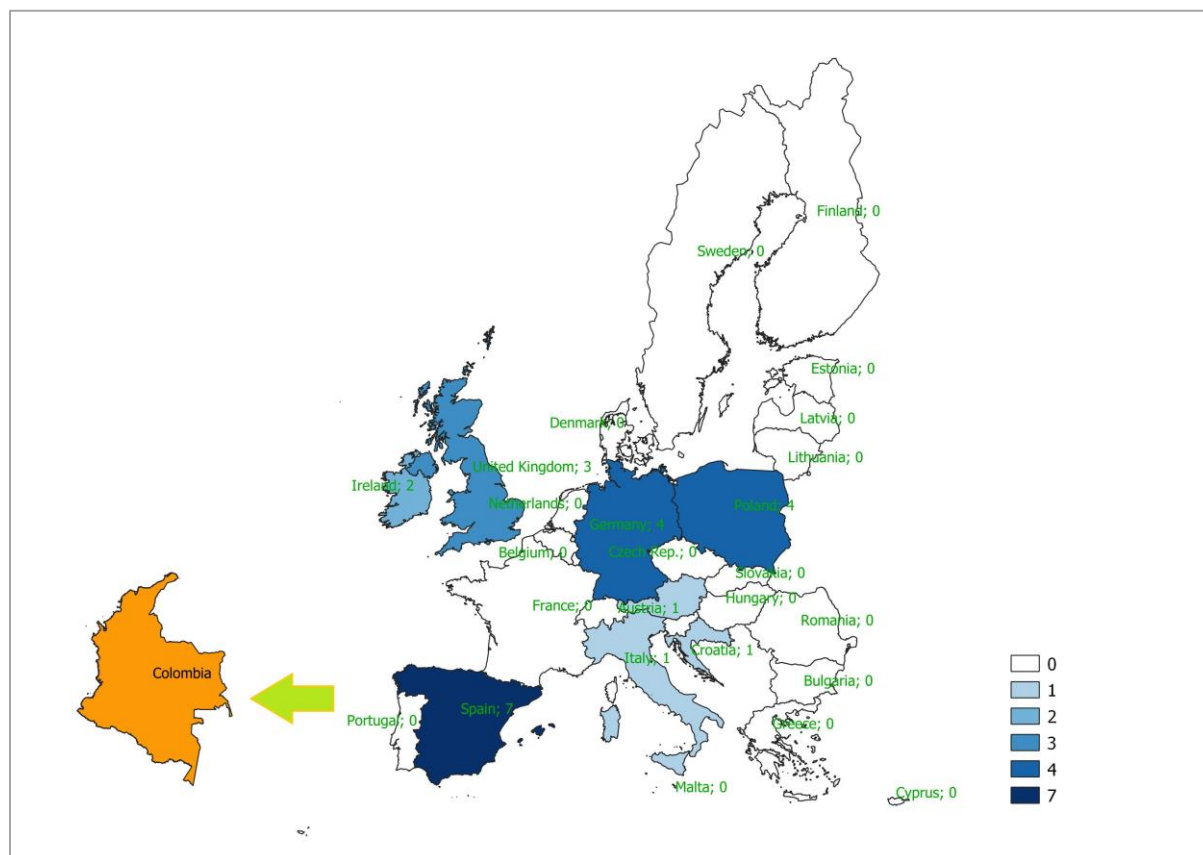 Finland; 0
Sweden; 0
Estonia; 0
Denmark; 0
Latvia; 0
Lithuania; 0
United Kingdom; 3
Ireland; 2
Netherlands; 0
Poland; 4
Germany; 4
Belgium; 0
Czech Rep.; 0
Slovakia; 0
Hungary; 0
France; 0
Austria; 1
Romania; 0
Croatia; 1
Italy; 1
Colombia
Bulgaria; 0
Spain; 7
Portugal; 0
Greece; 0
Malta; 0
Cyprus; 0
0
1
2
3
4
7